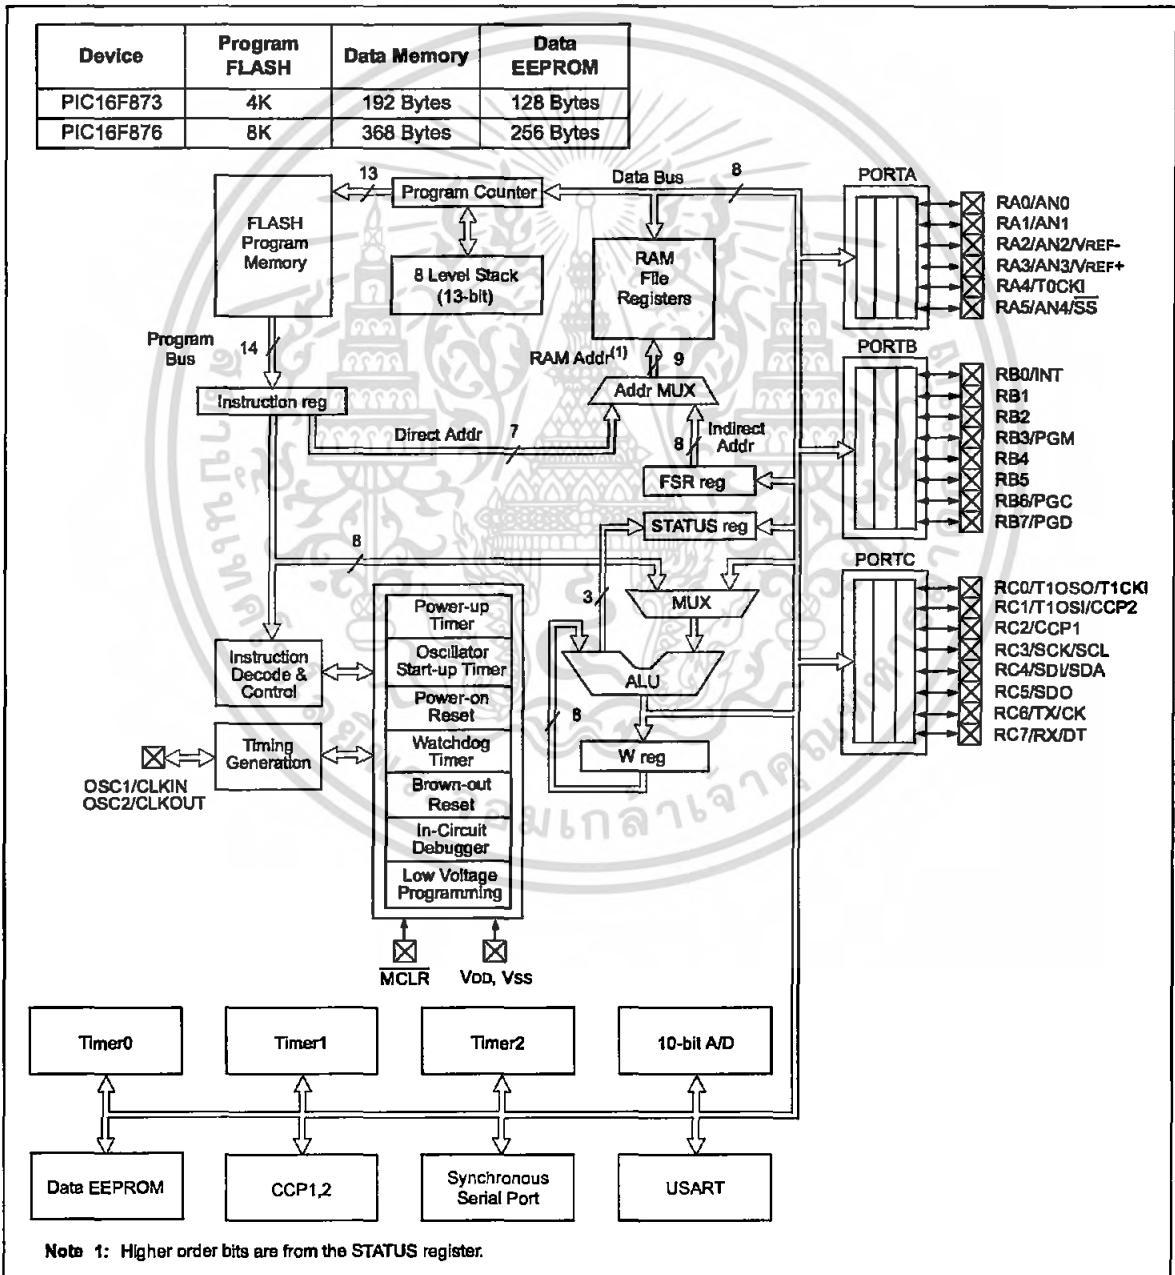 Device Program FLASH Data Memory Data EEPROM
PIC16F873 4K 192 Bytes 128 Bytes
PIC16F876 8K 368 Bytes 256 Bytes
FLASH
Program
Memory
13
Program Counter
8 Level Stack
(13-bit)
Data Bus
8
RAM
File
Registers
Program
Bus
14
RAM Addr(1)
9
Addr MUX
Instruction reg
Direct Addr
7
8
Indirect
Addr
FSR reg
STATUS reg
8
3
MUX
ALU
8
W reg
Power-up
Timer
Oscillator
Start-up Timer
Power-on
Reset
Watchdog
Timer
Brown-out
Reset
In-Circuit
Debugger
Low Voltage
Programming
Instruction
Decode &
Control
Timing
Generation
OSC1/CLKIN
OSC2/CLKOUT
MCLR
VDD, VSS
PORTA
RA0/AN0
RA1/AN1
RA2/AN2/VREF-
RA3/AN3/VREF+
RA4/T0CKI
RA5/AN4/SS
PORTB
RB0/INT
RB1
RB2
RB3/PGM
RB4
RB5
RB6/PGC
RB7/PGD
PORTC
RC0/T1OSO/T1CKI
RC1/T1OSI/CCP2
RC2/CCP1
RC3/SCK/SCL
RC4/SDI/SDA
RC5/SDO
RC6/TX/CK
RC7/RX/DT
Timer0
Timer1
Timer2
10-bit A/D
Data EEPROM
CCP1,2
Synchronous
Serial Port
USART
Note 1: Higher order bits are from the STATUS register.